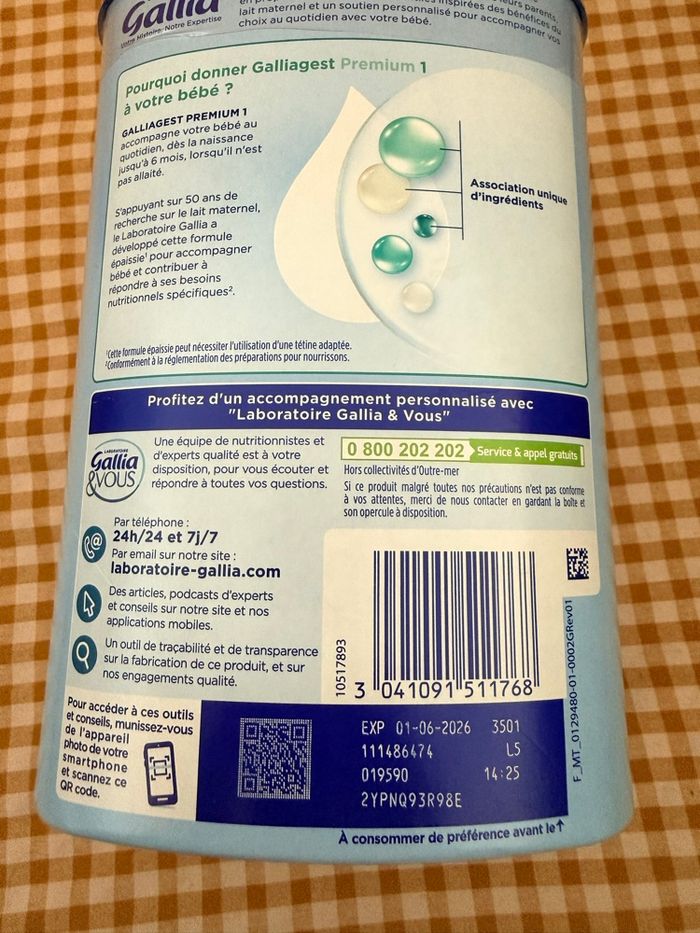 Gallia
Votre Histoire, Notre Expertise
lait maternel et un soutien personnalisé pour accompagner vos
choix au quotidien avec votre bébé.
inspirées des bénéfices du
leurs parents,
Pourquoi donner Galliagest Premium 1
à votre bébé ?
GALLIAGEST PREMIUM 1
accompagne votre bébé au
quotidien, dès la naissance
jusqu'à 6 mois, lorsqu'il n'est
pas allaité.
S'appuyant sur 50 ans de
recherche sur le lait maternel,
le Laboratoire Gallia a
développé cette formule
épaissie¹ pour accompagner
bébé et contribuer à
répondre à ses besoins
nutritionnels spécifiques².
Association unique
d'ingrédients
¹Cette formule épaissie peut nécessiter l'utilisation d'une tétine adaptée.
²Conformément à la réglementation des préparations pour nourrissons.
Profitez d'un accompagnement personnalisé avec
"Laboratoire Gallia & Vous"
LABORATOIRE
Gallia
&VOUS
Une équipe de nutritionnistes et
d'experts qualité est à votre
disposition, pour vous écouter et
répondre à toutes vos questions.
0 800 202 202 Service & appel gratuits
Hors collectivités d'Outre-mer
Si ce produit malgré toutes nos précautions n'est pas conforme
à vos attentes, merci de nous contacter en gardant la boîte et
son opercule à disposition.
Par téléphone :
24h/24 et 7j/7
Par email sur notre site :
laboratoire-gallia.com
Des articles, podcasts d'experts
et conseils sur notre site et nos
applications mobiles.
Un outil de traçabilité et de transparence
sur la fabrication de ce produit, et sur
nos engagements qualité.
10517893
3 041091 511768
F_MT_0129480-01-0002GRev01
Pour accéder à ces outils
et conseils, munissez-vous
de l'appareil
photo de votre
smartphone
et scannez ce
QR code.
EXP 01-06-2026 3501
111486474 L5
019590 14:25
2YPNQ93R98E
À consommer de préférence avant le↑